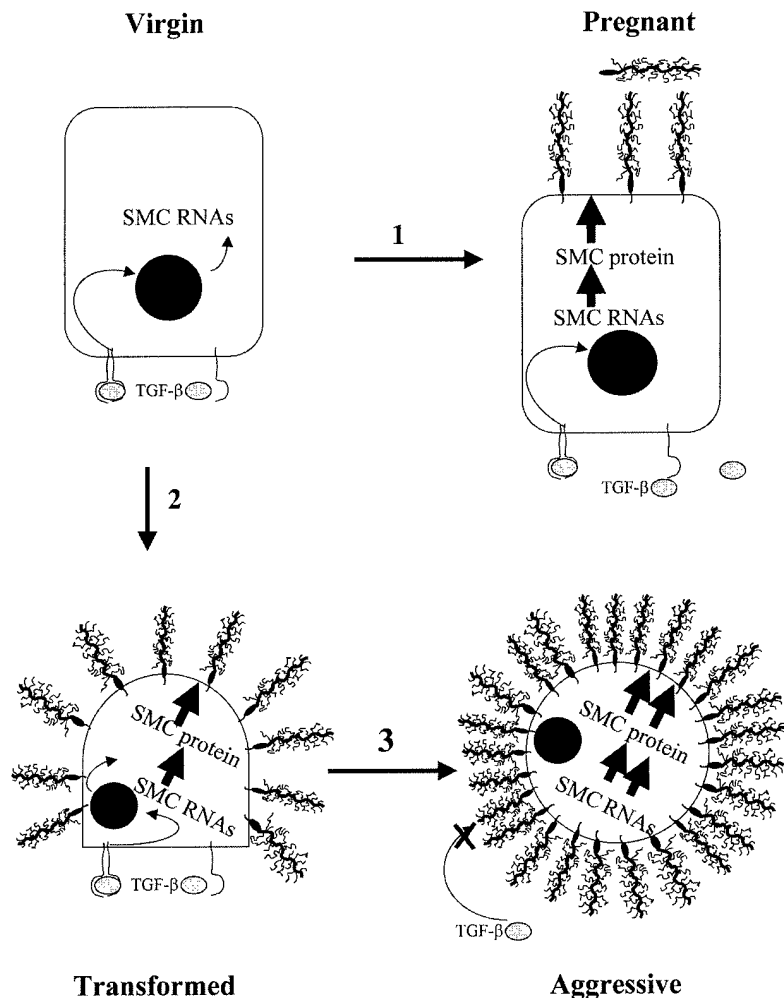 Virgin
Pregnant
SMC RNAs
1
SMC protein
SMC RNAs
TGF-β
TGF-β
2
SMC protein
3
SMC protein
SMC RNAs
SMC RNAs
TGF-β
TGF-β
Transformed
Aggressive